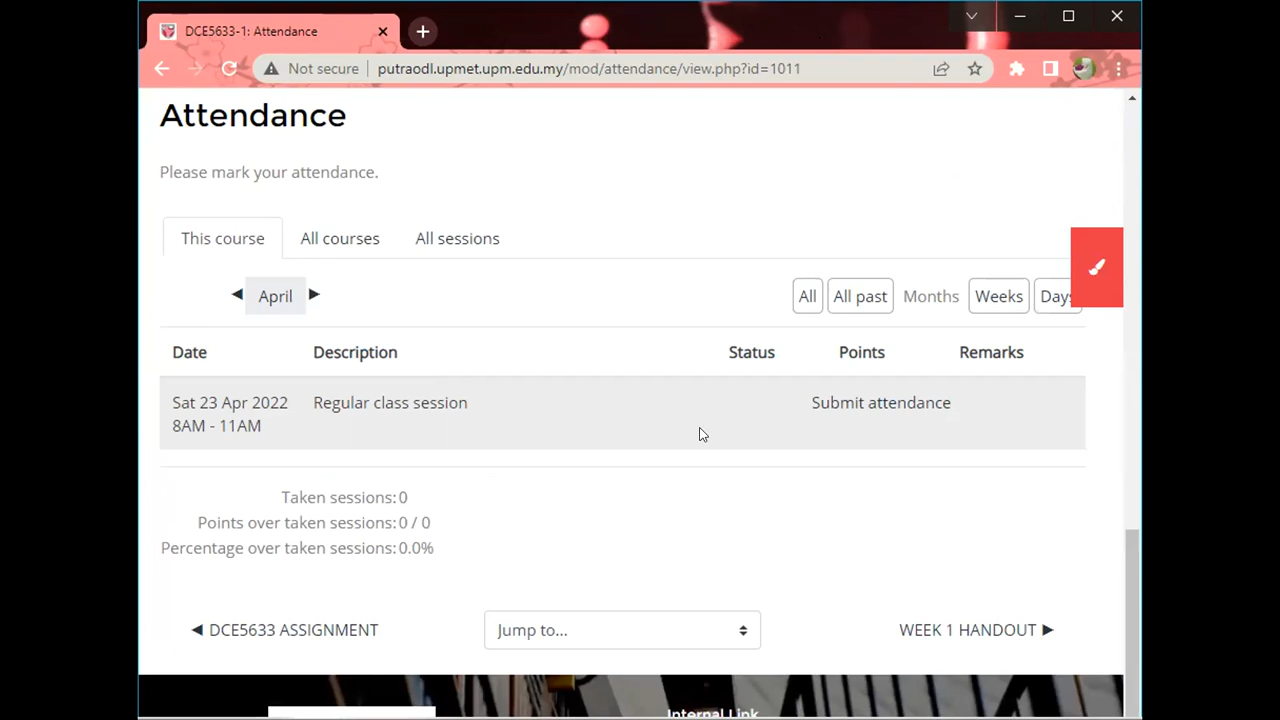 DCE5633-1: Attendance
Not secure
putraodl.upmet.upm.edu.my/mod/attendance/view.php?id=1011
Attendance
Please mark your attendance.
This course All courses All sessions
◄ April ► All All past Months Weeks Days
Date Description Status Points Remarks
Sat 23 Apr 2022 Regular class session Submit attendance
8AM - 11AM
Taken sessions: 0
Points over taken sessions: 0 / 0
Percentage over taken sessions: 0.0%
◄ DCE5633 ASSIGNMENT Jump to... WEEK 1 HANDOUT ►
Internal Link